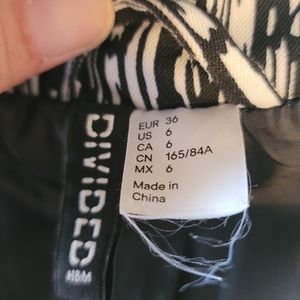 DIVIDED
H&M
EUR 36
US 6
CA 6
CN 165/84A
MX 6
Made in
China